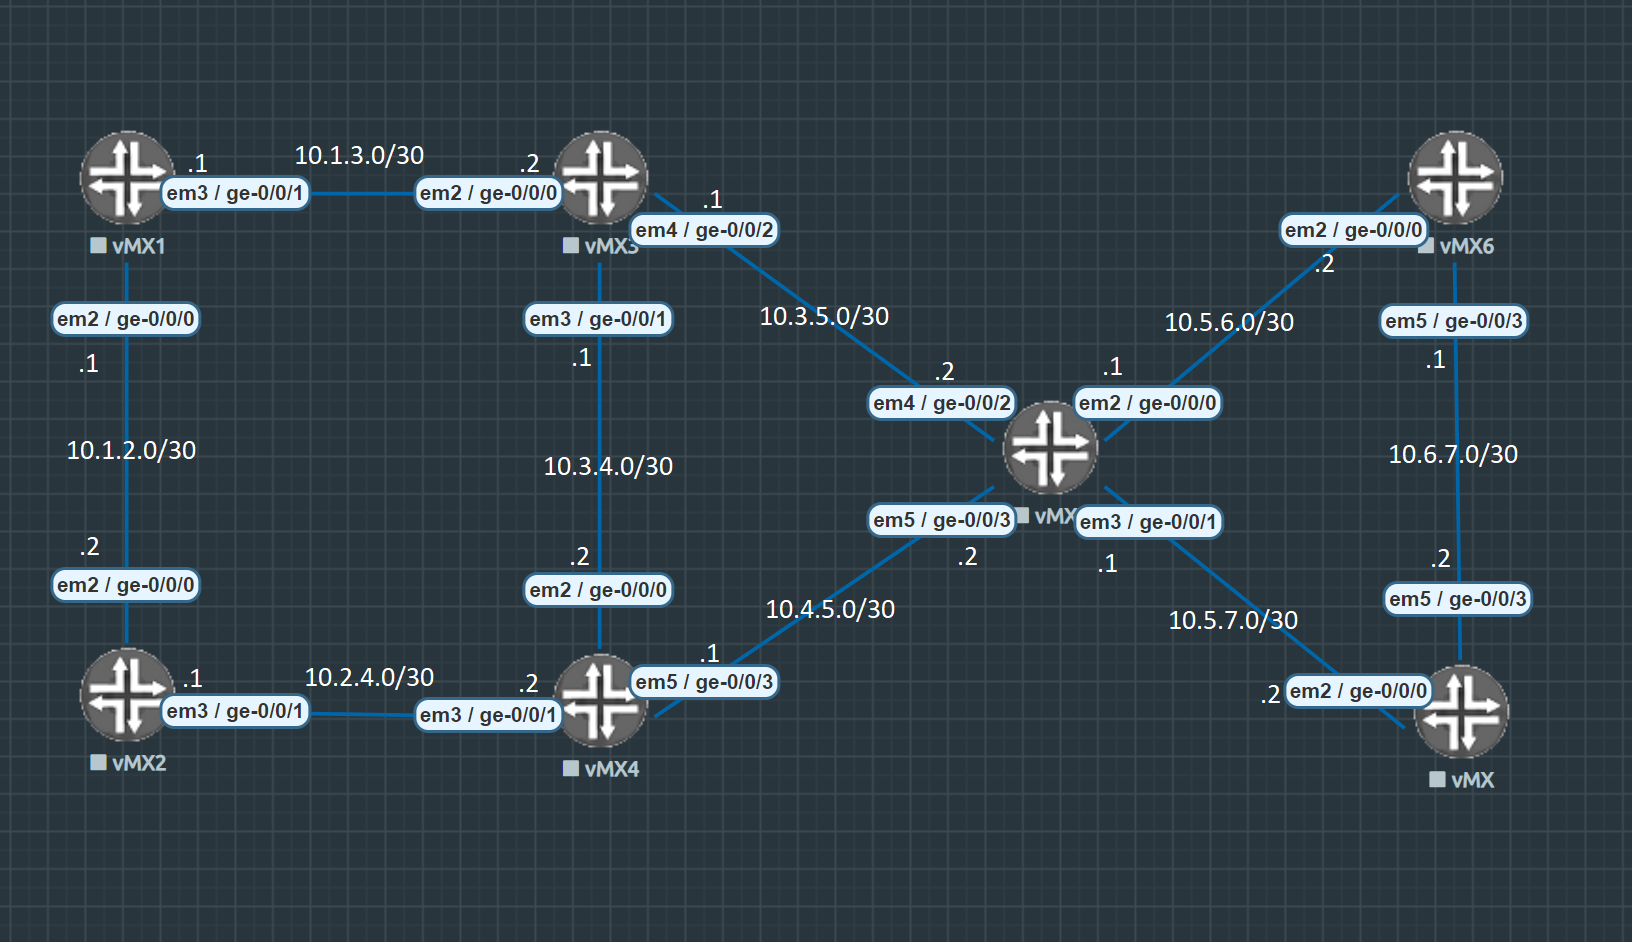 .1
10.1.3.0/30
.2
em3 / ge-0/0/1
em2 / ge-0/0/0
.1
em4 / ge-0/0/2
em2 / ge-0/0/0
.2
vMX1
vMX3
vMX6
em2 / ge-0/0/0
em3 / ge-0/0/1
em5 / ge-0/0/3
10.3.5.0/30
10.5.6.0/30
.1
.1
.2
.1
.1
em4 / ge-0/0/2
em2 / ge-0/0/0
10.1.2.0/30
10.3.4.0/30
10.6.7.0/30
em5 / ge-0/0/3
vMX
em3 / ge-0/0/1
.2
.2
.2
.1
.2
em2 / ge-0/0/0
em2 / ge-0/0/0
em5 / ge-0/0/3
10.4.5.0/30
10.5.7.0/30
.1
10.2.4.0/30
.2
.1
em5 / ge-0/0/3
.2
em2 / ge-0/0/0
em3 / ge-0/0/1
em3 / ge-0/0/1
vMX2
vMX4
vMX